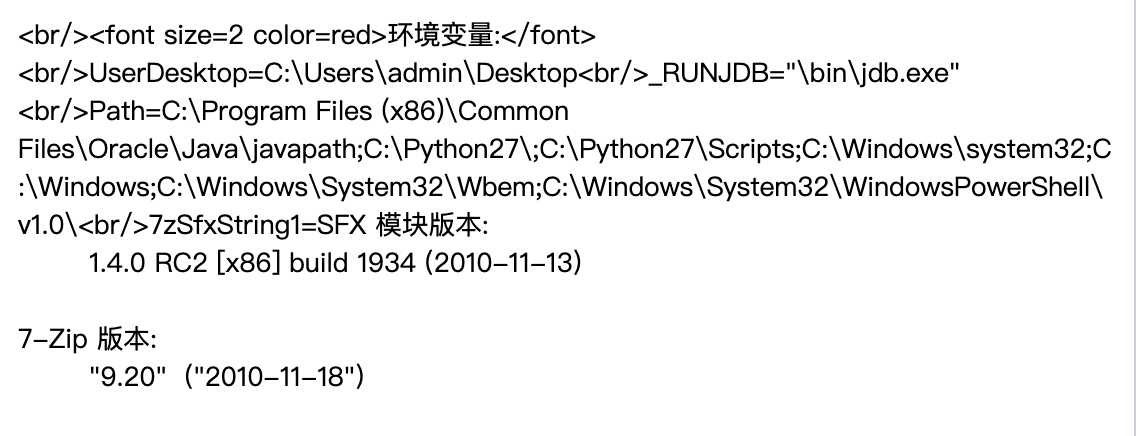 <br/><font size=2 color=red>环境变量:</font>
<br/>UserDesktop=C:\Users\admin\Desktop<br/>_RUNJDB="\bin\jdb.exe"
<br/>Path=C:\Program Files (x86)\Common
Files\Oracle\Java\javapath;C:\Python27\;C:\Python27\Scripts;C:\Windows\system32;C
:\Windows;C:\Windows\System32\Wbem;C:\Windows\System32\WindowsPowerShell\
v1.0\<br/>7zSfxString1=SFX 模块版本:
1.4.0 RC2 [x86] build 1934 (2010-11-13)
7-Zip 版本:
"9.20" ("2010-11-18")